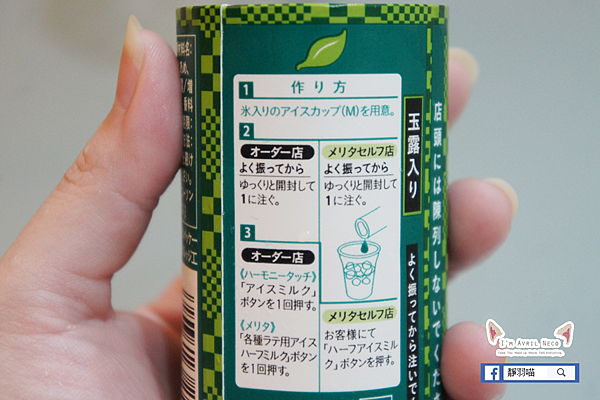 1 作り方
氷入りのアイスカップ(M)を用意。
2
オーダー店
よく振ってから
ゆっくりと開封して
1に注ぐ。
メリタセルフ店
よく振ってから
ゆっくりと開封して
1に注ぐ。
3
オーダー店
《ハーモニータッチ》
「アイスミルク」
ボタンを1回押す。
《メリタ》
「各種ラテ用アイス
ハーフミルク」ボタン
を1回押す。
メリタセルフ店
お客様にて
「ハーフアイスミル
ク」ボタンを押す。
玉露入り
店頭には陳列しないでくださ
よく振ってから注いで
I'm Avril Neco
靜羽喵